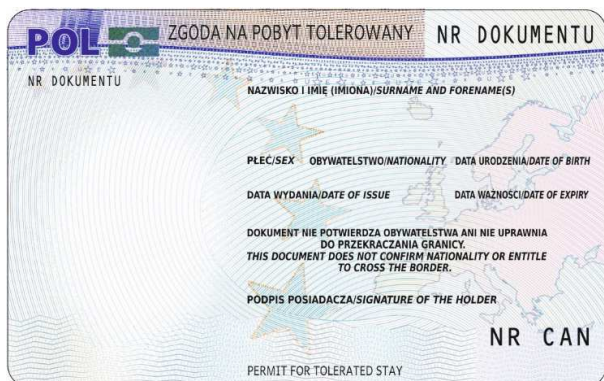 POL ZGODA NA POBYT TOLEROWANY NR DOKUMENTU
NR DOKUMENTU
NAZWISKO I IMIĘ (IMIONA)/SURNAME AND FORENAME(S)
PŁEĆ/SEX OBYWATELSTWO/NATIONALITY DATA URODZENIA/DATE OF BIRTH
DATA WYDANIA/DATE OF ISSUE DATA WAŻNOŚCI/DATE OF EXPIRY
DOKUMENT NIE POTWIERDZA OBYWATELSTWA ANI NIE UPRAWNIA
DO PRZEKRACZANIA GRANICY.
THIS DOCUMENT DOES NOT CONFIRM NATIONALITY OR ENTITLE
TO CROSS THE BORDER.
PODPIS POSIADACZA/SIGNATURE OF THE HOLDER
NR CAN
PERMIT FOR TOLERATED STAY